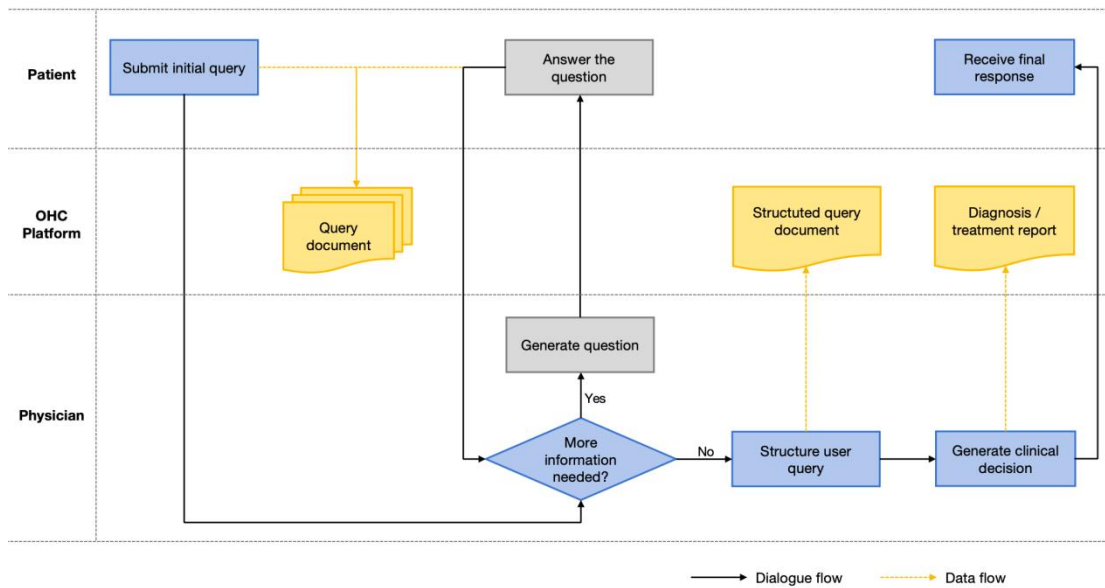 Patient
Submit initial query
Answer the
question
Receive final
response
OHC
Platform
Query
document
Structuted query
document
Diagnosis /
treatment report
Physician
Generate question
Yes
More
information
needed?
No
Structure user
query
Generate clinical
decision
Dialogue flow
Data flow